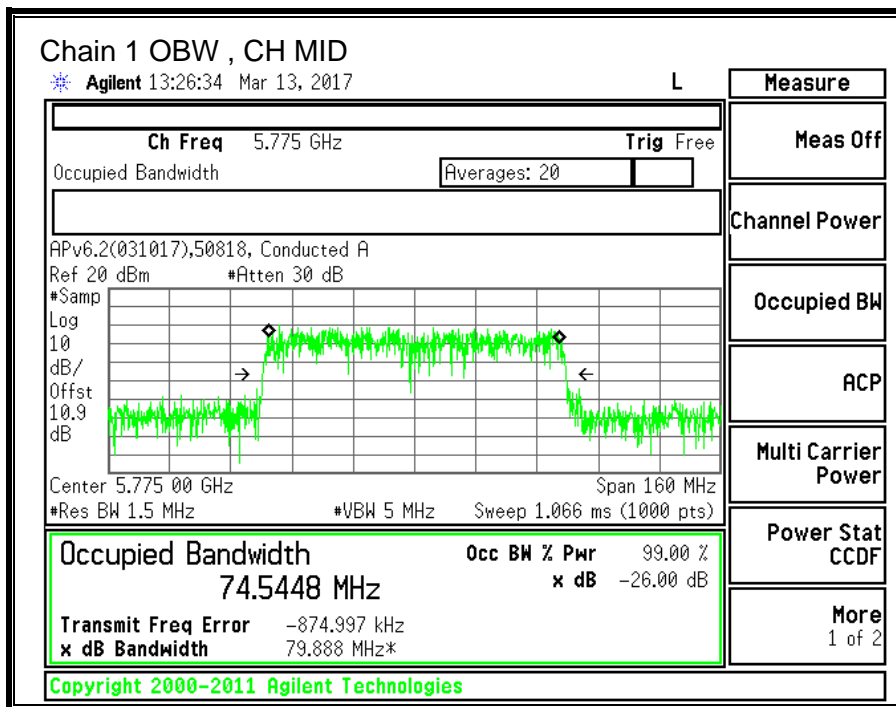 Chain 1 OBW , CH MID
Agilent 13:26:34 Mar 13, 2017 L
Measure
Ch Freq 5.775 GHz Trig Free
Occupied Bandwidth Averages: 20
APv6.2(031017),50818, Conducted A
Ref 20 dBm #Atten 30 dB
#Samp
Log
10
dB/
Offst
10.9
dB
Center 5.775 00 GHz Span 160 MHz
#Res BW 1.5 MHz #VBW 5 MHz Sweep 1.066 ms (1000 pts)
Occupied Bandwidth Occ BW % Pwr 99.00 %
74.5448 MHz x dB -26.00 dB
Transmit Freq Error -874.997 kHz
x dB Bandwidth 79.888 MHz*
Copyright 2000-2011 Agilent Technologies
Meas Off
Channel Power
Occupied BW
ACP
Multi Carrier
Power
Power Stat
CCDF
More
1 of 2